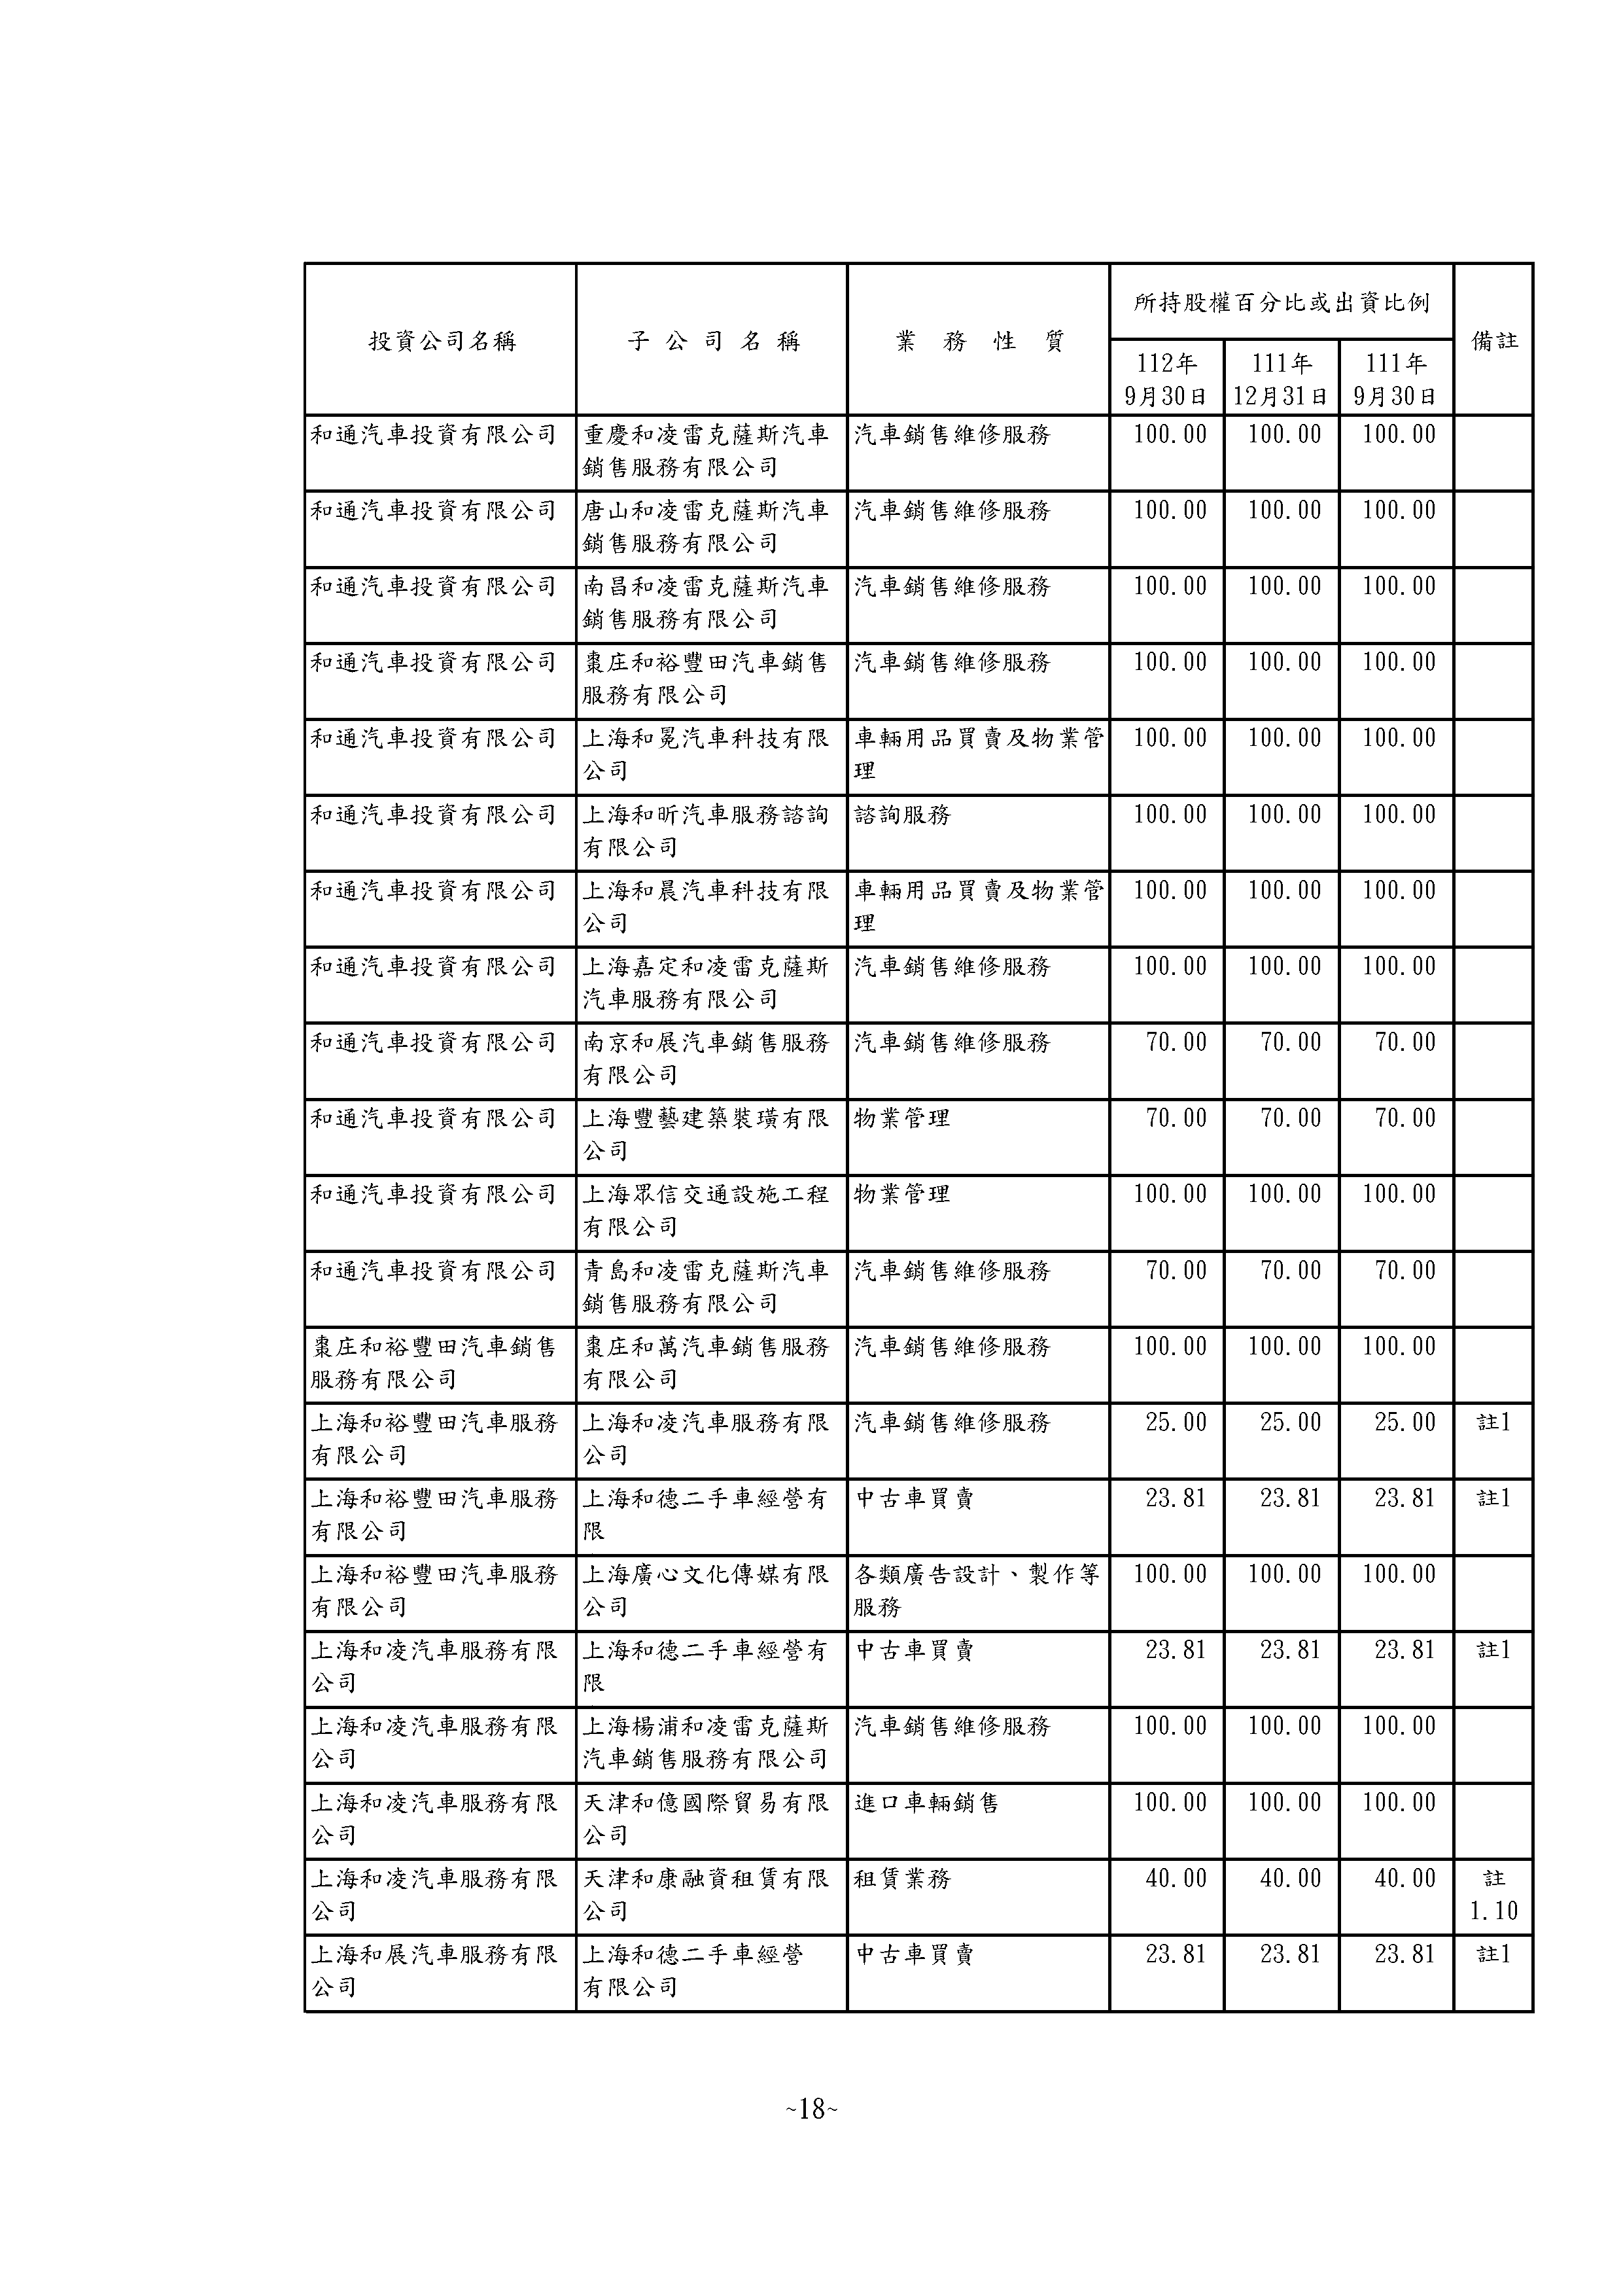 投資公司名稱 子公司名稱 業務性質 所持股權百分比或出資比例 備註
112年 111年 111年
9月30日 12月31日 9月30日
和通汽車投資有限公司 重慶和凌雷克薩斯汽車 汽車銷售維修服務 100.00 100.00 100.00
銷售服務有限公司
和通汽車投資有限公司 唐山和凌雷克薩斯汽車 汽車銷售維修服務 100.00 100.00 100.00
銷售服務有限公司
和通汽車投資有限公司 南昌和凌雷克薩斯汽車 汽車銷售維修服務 100.00 100.00 100.00
銷售服務有限公司
和通汽車投資有限公司 棗庄和裕豐田汽車銷售 汽車銷售維修服務 100.00 100.00 100.00
服務有限公司
和通汽車投資有限公司 上海和冕汽車科技有限 車輛用品買賣及物業管 100.00 100.00 100.00
公司 理
和通汽車投資有限公司 上海和昕汽車服務諮詢 諮詢服務 100.00 100.00 100.00
有限公司
和通汽車投資有限公司 上海和晨汽車科技有限 車輛用品買賣及物業管 100.00 100.00 100.00
公司 理
和通汽車投資有限公司 上海嘉定和凌雷克薩斯 汽車銷售維修服務 100.00 100.00 100.00
汽車服務有限公司
和通汽車投資有限公司 南京和展汽車銷售服務 汽車銷售維修服務 70.00 70.00 70.00
有限公司
和通汽車投資有限公司 上海豐藝建築裝璜有限 物業管理 70.00 70.00 70.00
公司
和通汽車投資有限公司 上海眾信交通設施工程 物業管理 100.00 100.00 100.00
有限公司
和通汽車投資有限公司 青島和凌雷克薩斯汽車 汽車銷售維修服務 70.00 70.00 70.00
銷售服務有限公司
棗庄和裕豐田汽車銷售 棗庄和萬汽車銷售服務 汽車銷售維修服務 100.00 100.00 100.00
服務有限公司 有限公司
上海和裕豐田汽車服務 上海和凌汽車服務有限 汽車銷售維修服務 25.00 25.00 25.00 註1
有限公司 公司
上海和裕豐田汽車服務 上海和德二手車經營有 中古車買賣 23.81 23.81 23.81 註1
有限公司 限
上海和裕豐田汽車服務 上海廣心文化傳媒有限 各類廣告設計、製作等 100.00 100.00 100.00
有限公司 公司 服務
上海和凌汽車服務有限 上海和德二手車經營有 中古車買賣 23.81 23.81 23.81 註1
公司 限
上海和凌汽車服務有限 上海楊浦和凌雷克薩斯 汽車銷售維修服務 100.00 100.00 100.00
公司 汽車銷售服務有限公司
上海和凌汽車服務有限 天津和億國際貿易有限 進口車輛銷售 100.00 100.00 100.00
公司 公司
上海和凌汽車服務有限 天津和康融資租賃有限 租賃業務 40.00 40.00 40.00 註
公司 公司 1.10
上海和展汽車服務有限 上海和德二手車經營 中古車買賣 23.81 23.81 23.81 註1
公司 有限公司
~18~